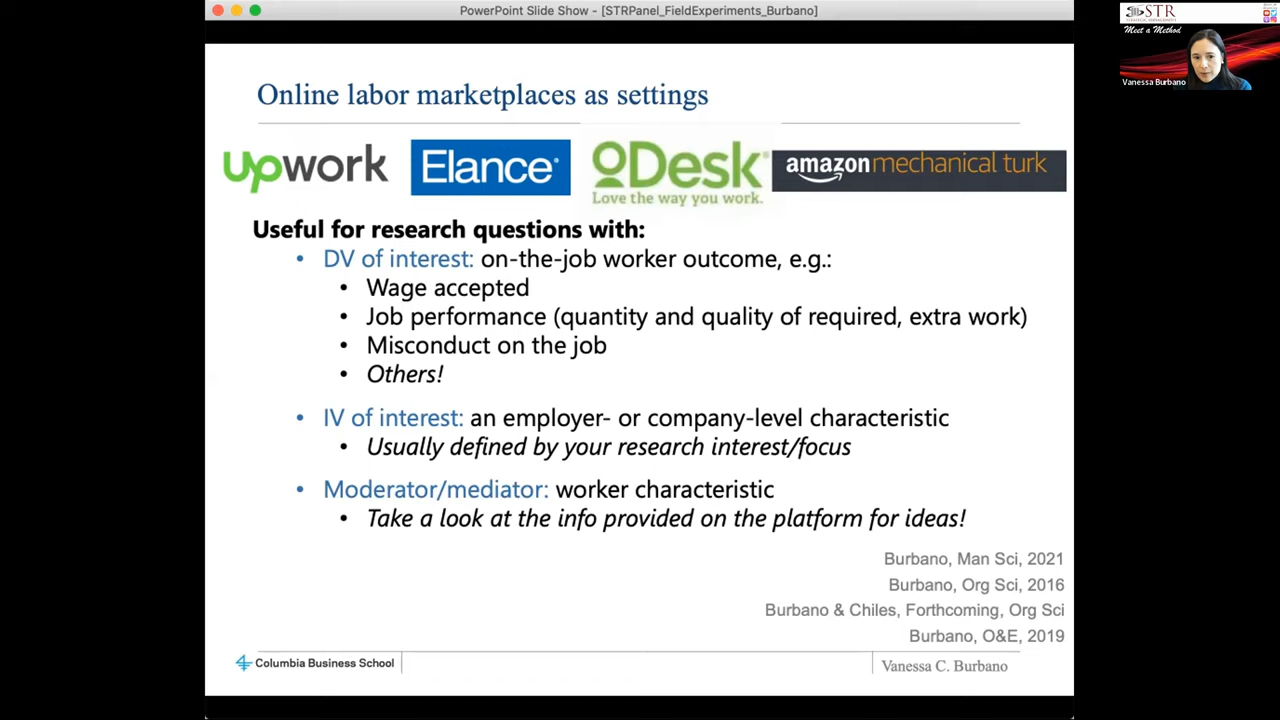 PowerPoint Slide Show - [STRPanel_FieldExperiments_Burbano]
STR
Meet a Method
Vanessa Burbano
Online labor marketplaces as settings
upwork
Elance
oDesk
Love the way you work.
amazon mechanical turk
Useful for research questions with:
• DV of interest: on-the-job worker outcome, e.g.:
• Wage accepted
• Job performance (quantity and quality of required, extra work)
• Misconduct on the job
• Others!
• IV of interest: an employer- or company-level characteristic
• Usually defined by your research interest/focus
• Moderator/mediator: worker characteristic
• Take a look at the info provided on the platform for ideas!
Burbano, Man Sci, 2021
Burbano, Org Sci, 2016
Burbano & Chiles, Forthcoming, Org Sci
Burbano, O&E, 2019
Columbia Business School
Vanessa C. Burbano